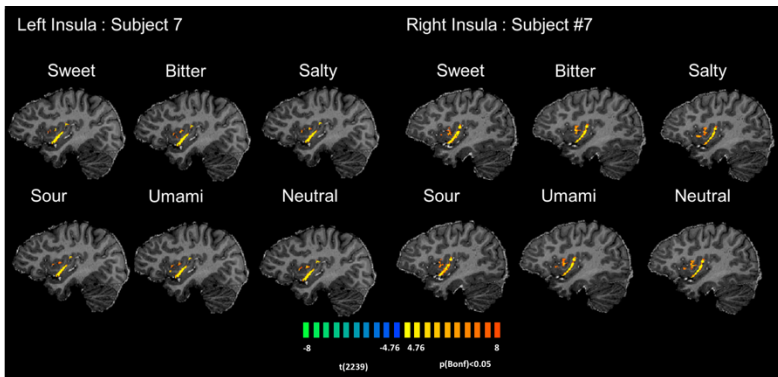 Left Insula : Subject 7
Right Insula : Subject #7
Sweet Bitter Salty Sweet Bitter Salty
Sour Umami Neutral Sour Umami Neutral
-8 -4.76 4.76 8
t(2239) p(Bonf)<0.05